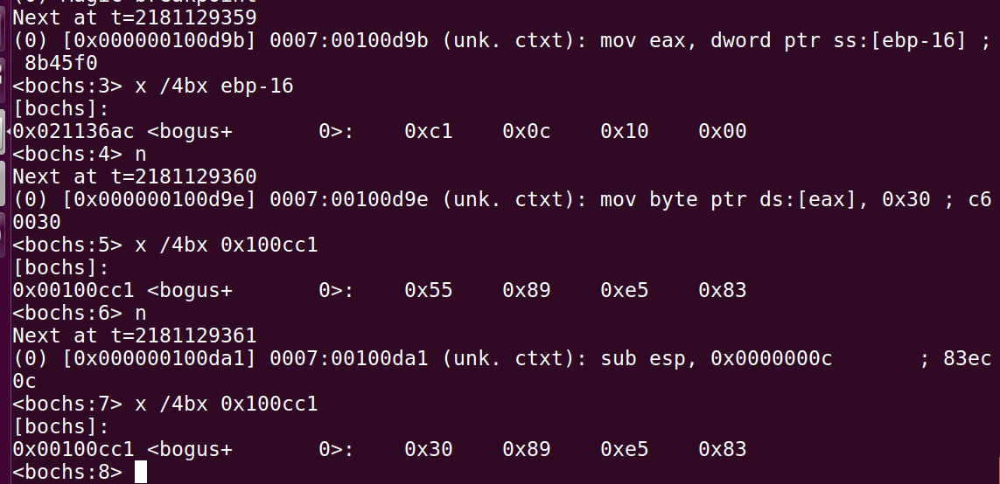 (0) Magic breakpoint
Next at t=2181129359
(0) [0x000000100d9b] 0007:00100d9b (unk. ctxt): mov eax, dword ptr ss:[ebp-16] ;
 8b45f0
<bochs:3> x /4bx ebp-16
[bochs]:
0x021136ac <bogus+       0>:    0xc1    0x0c    0x10    0x00
<bochs:4> n
Next at t=2181129360
(0) [0x000000100d9e] 0007:00100d9e (unk. ctxt): mov byte ptr ds:[eax], 0x30 ; c6
0030
<bochs:5> x /4bx 0x100cc1
[bochs]:
0x00100cc1 <bogus+       0>:    0x55    0x89    0xe5    0x83
<bochs:6> n
Next at t=2181129361
(0) [0x000000100da1] 0007:00100da1 (unk. ctxt): sub esp, 0x0000000c       ; 83ec
0c
<bochs:7> x /4bx 0x100cc1
[bochs]:
0x00100cc1 <bogus+       0>:    0x30    0x89    0xe5    0x83
<bochs:8>